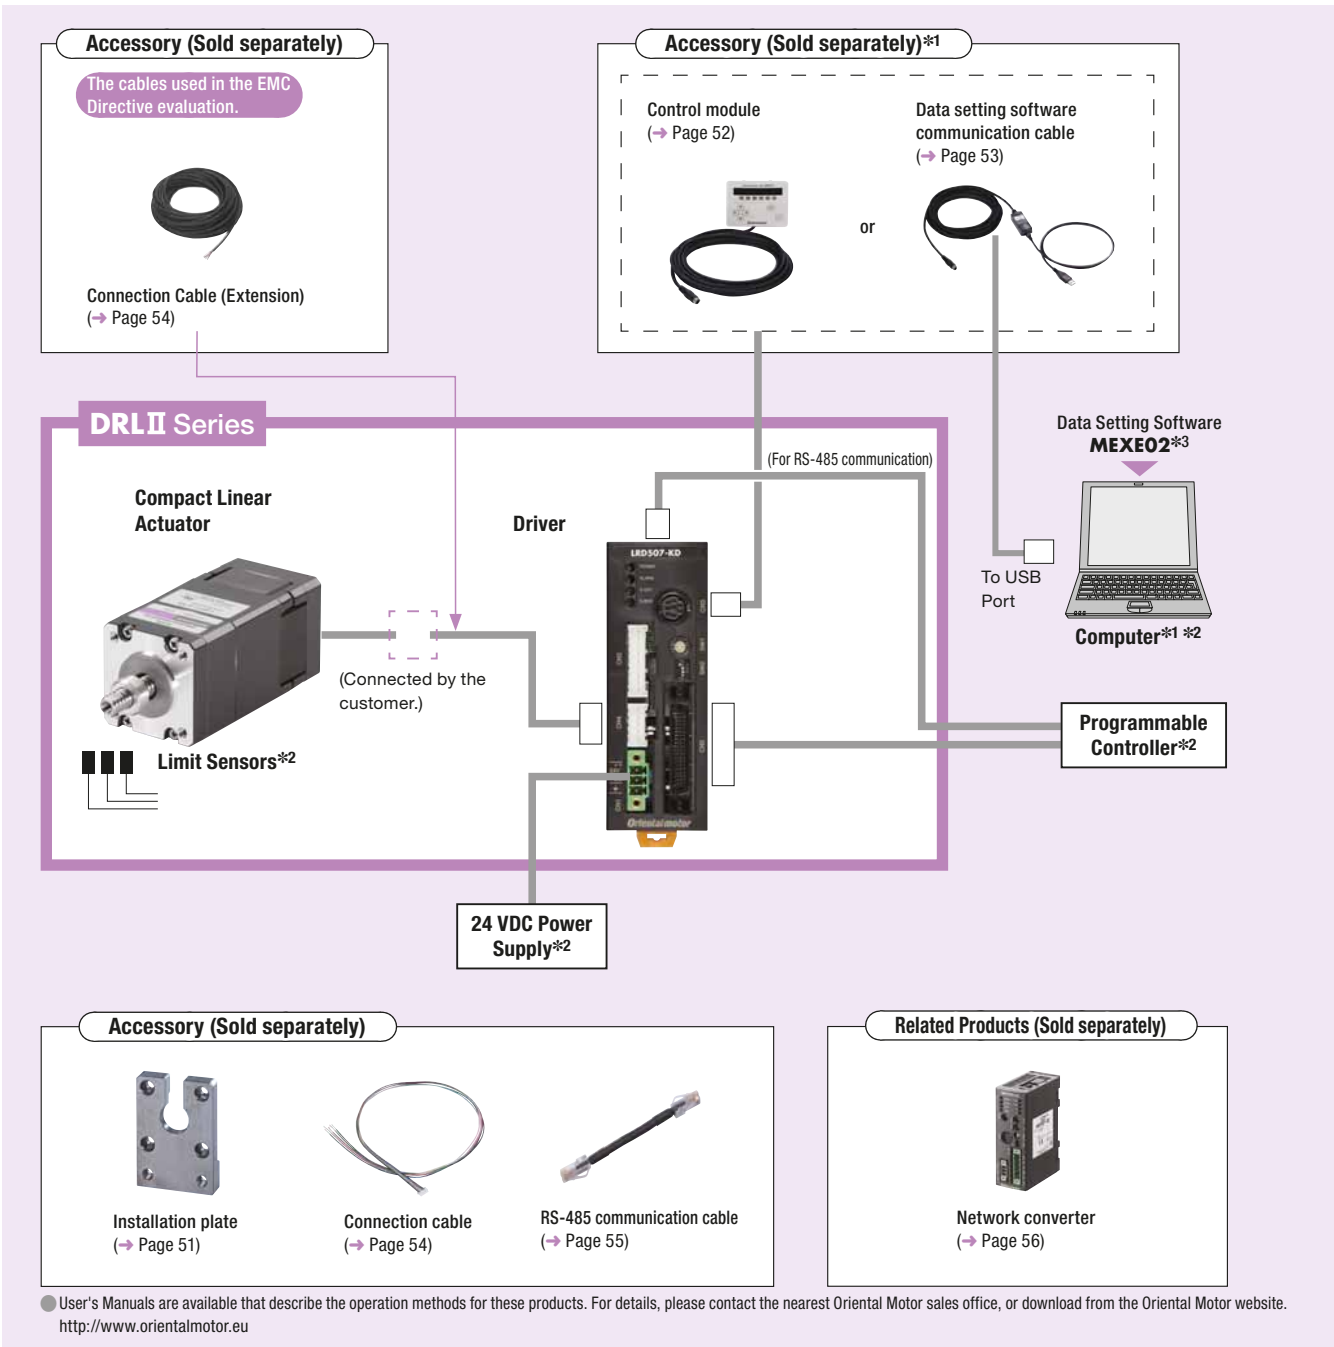 Accessory (Sold separately)
The cables used in the EMC
Directive evaluation.
Connection Cable (Extension)
(→ Page 54)
Accessory (Sold separately)*1
Control module
(→ Page 52)
or
Data setting software
communication cable
(→ Page 53)
DRLII Series
Compact Linear
Actuator
Driver
(For RS-485 communication)
Data Setting Software
MEXE02*3
LRD507-KD
To USB
Port
Computer*1 *2
(Connected by the
customer.)
Limit Sensors*2
Programmable
Controller*2
Orientalmotor
24 VDC Power
Supply*2
Accessory (Sold separately)
Installation plate
(→ Page 51)
Connection cable
(→ Page 54)
RS-485 communication cable
(→ Page 55)
Related Products (Sold separately)
Network converter
(→ Page 56)
User's Manuals are available that describe the operation methods for these products. For details, please contact the nearest Oriental Motor sales office, or download from the Oriental Motor website.
http://www.orientalmotor.eu